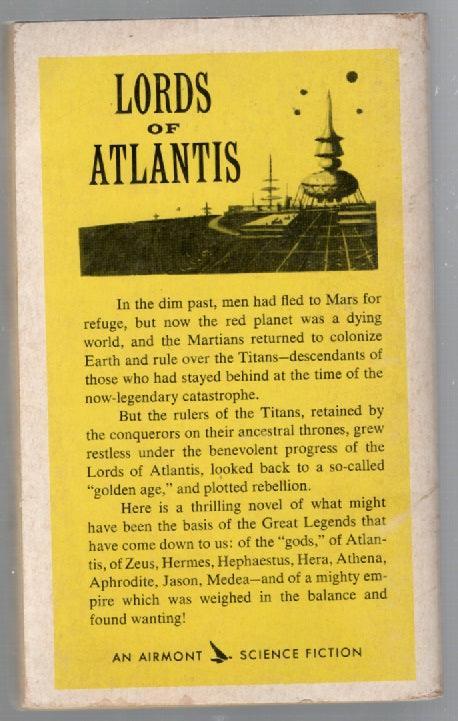 LORDS
OF
ATLANTIS
In the dim past, men had fled to Mars for
refuge, but now the red planet was a dying
world, and the Martians returned to colonize
Earth and rule over the Titans—descendants of
those who had stayed behind at the time of the
now-legendary catastrophe.
But the rulers of the Titans, retained by
the conquerors on their ancestral thrones, grew
restless under the benevolent progress of the
Lords of Atlantis, looked back to a so-called
“golden age,” and plotted rebellion.
Here is a thrilling novel of what might
have been the basis of the Great Legends that
have come down to us: of the “gods,” of Atlan-
tis, of Zeus, Hermes, Hephaestus, Hera, Athena,
Aphrodite, Jason, Medea—and of a mighty em-
pire which was weighed in the balance and
found wanting!
AN AIRMONT SCIENCE FICTION